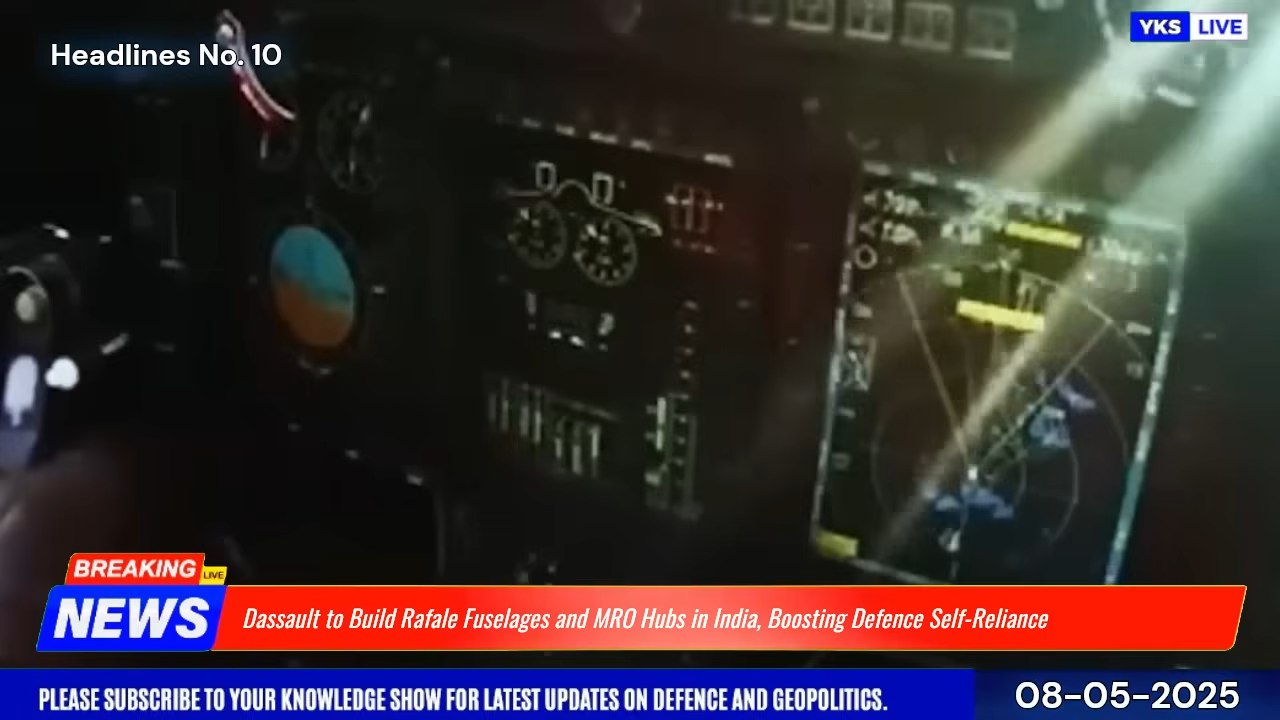 Headlines No. 10
YKS LIVE
BREAKING LIVE
NEWS
Dassault to Build Rafale Fuselages and MRO Hubs in India, Boosting Defence Self-Reliance
PLEASE SUBSCRIBE TO YOUR KNOWLEDGE SHOW FOR LATEST UPDATES ON DEFENCE AND GEOPOLITICS.
08-05-2025